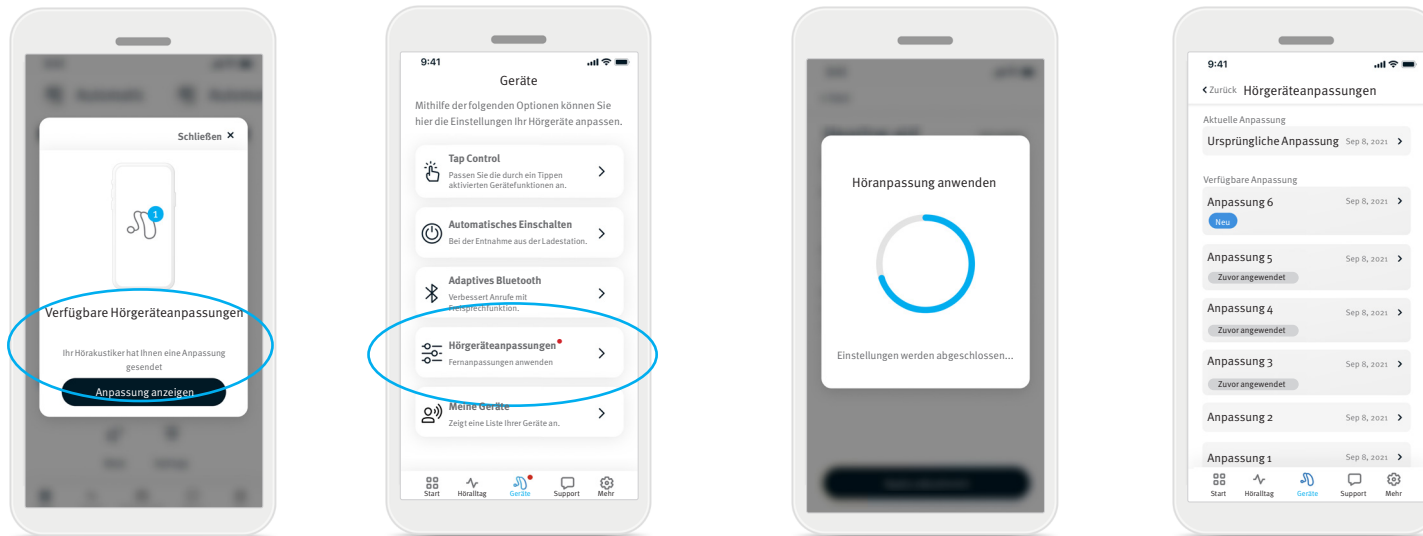 Schließen ×
1
Verfügbare Hörgeräteanpassungen
Ihr Hörakustiker hat Ihnen eine Anpassung
gesendet
Anpassung anzeigen
9:41
Geräte
Mithilfe der folgenden Optionen können Sie
hier die Einstellungen Ihr Hörgeräte anpassen.
Tap Control
Passen Sie die durch ein Tippen
aktivierten Gerätefunktionen an.
Automatisches Einschalten
Bei der Entnahme aus der Ladestation.
Adaptives Bluetooth
Verbessert Anrufe mit
Freisprechfunktion.
Hörgeräteanpassungen
Fernanpassungen anwenden
Meine Geräte
Zeigt eine Liste Ihrer Geräte an.
Start Höralltag Geräte Support Mehr
Höranpassung anwenden
Einstellungen werden abgeschlossen...
9:41
Zurück Hörgeräteanpassungen
Aktuelle Anpassung
Ursprüngliche Anpassung Sep 8, 2021
Verfügbare Anpassung
Anpassung 6 Sep 8, 2021
Neu
Anpassung 5 Sep 8, 2021
Zuvor angewendet
Anpassung 4 Sep 8, 2021
Zuvor angewendet
Anpassung 3 Sep 8, 2021
Zuvor angewendet
Anpassung 2 Sep 8, 2021
Anpassung 1 Sep 8, 2021
Start Höralltag Geräte Support Mehr